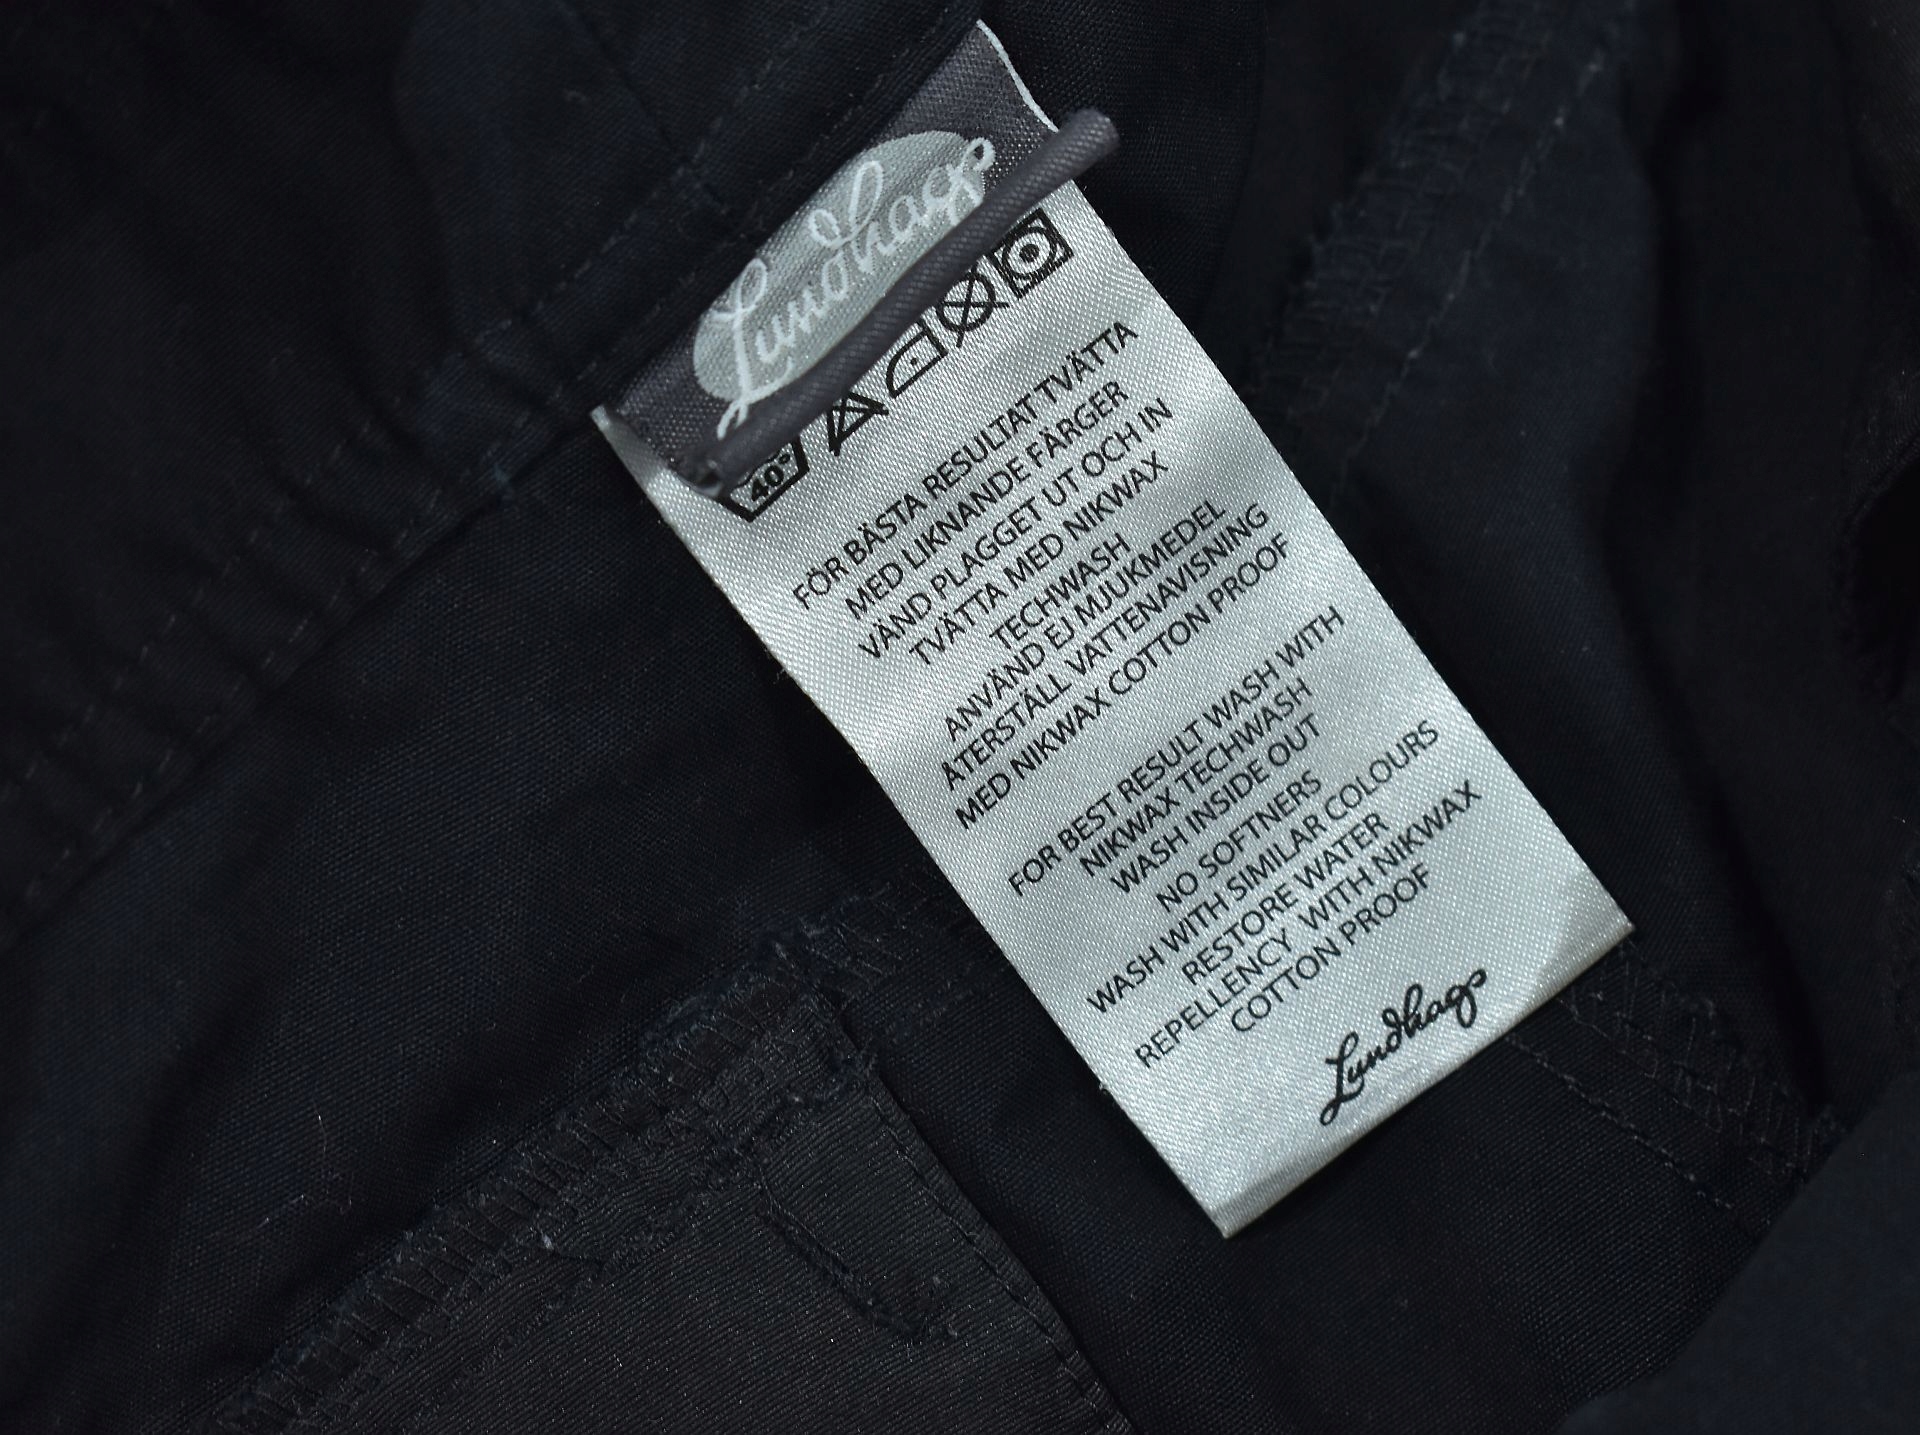 Lundhags
40°
FÖR BÄSTA RESULTAT TVÄTTA
MED LIKNANDE FÄRGER
VÄND PLAGGET UT OCH IN
TVÄTTA MED NIKWAX
TECHWASH
ANVÄND EJ MJUKMEDEL
ATERSTÄLL VATTENAVISNING
MED NIKWAX COTTON PROOF
FOR BEST RESULT WASH WITH
NIKWAX TECHWASH
WASH INSIDE OUT
NO SOFTNERS
WASH WITH SIMILAR COLOURS
RESTORE WATER
REPELLENCY WITH NIKWAX
COTTON PROOF
Lundhags